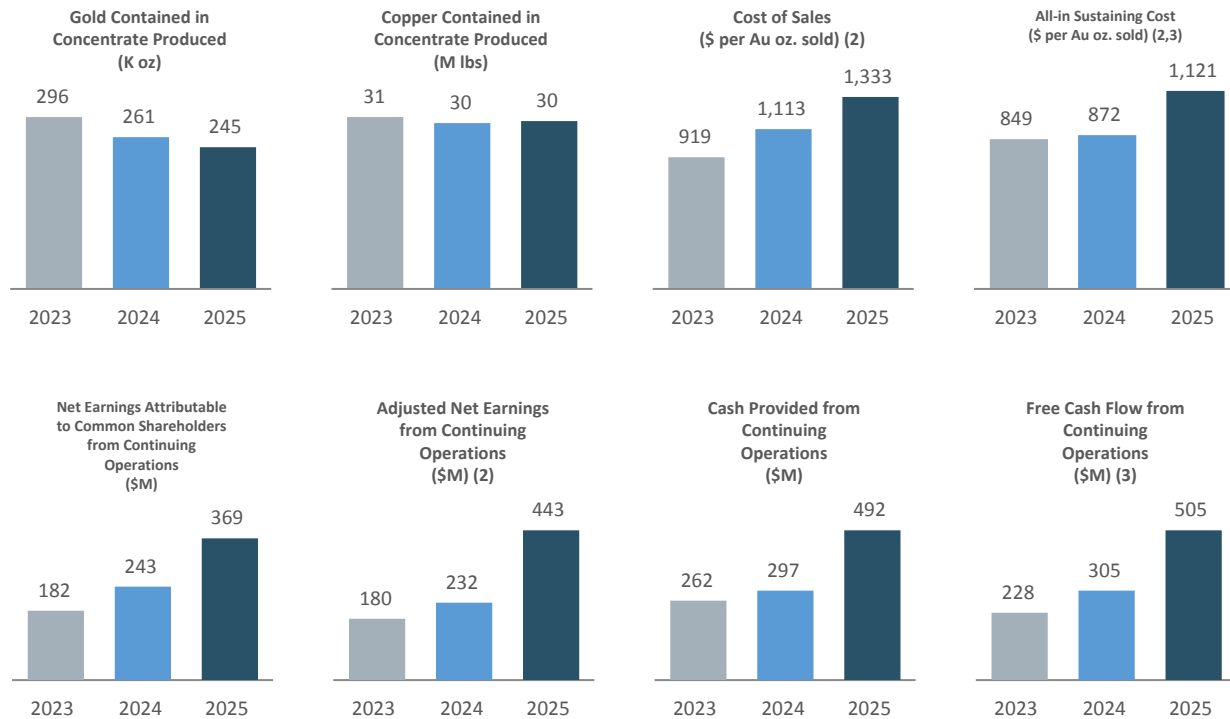 Gold Contained in
Concentrate Produced
(K oz)
296
261
245
2023
2024
2025
Copper Contained in
Concentrate Produced
(M lbs)
31
30
30
2023
2024
2025
Cost of Sales
($ per Au oz. sold) (2)
919
1,113
1,333
2023
2024
2025
All-in Sustaining Cost
($ per Au oz. sold) (2,3)
849
872
1,121
2023
2024
2025
Net Earnings Attributable
to Common Shareholders
from Continuing
Operations
($M)
182
243
369
2023
2024
2025
Adjusted Net Earnings
from Continuing
Operations
($M) (2)
180
232
443
2023
2024
2025
Cash Provided from
Continuing
Operations
($M)
262
297
492
2023
2024
2025
Free Cash Flow from
Continuing
Operations
($M) (3)
228
305
505
2023
2024
2025